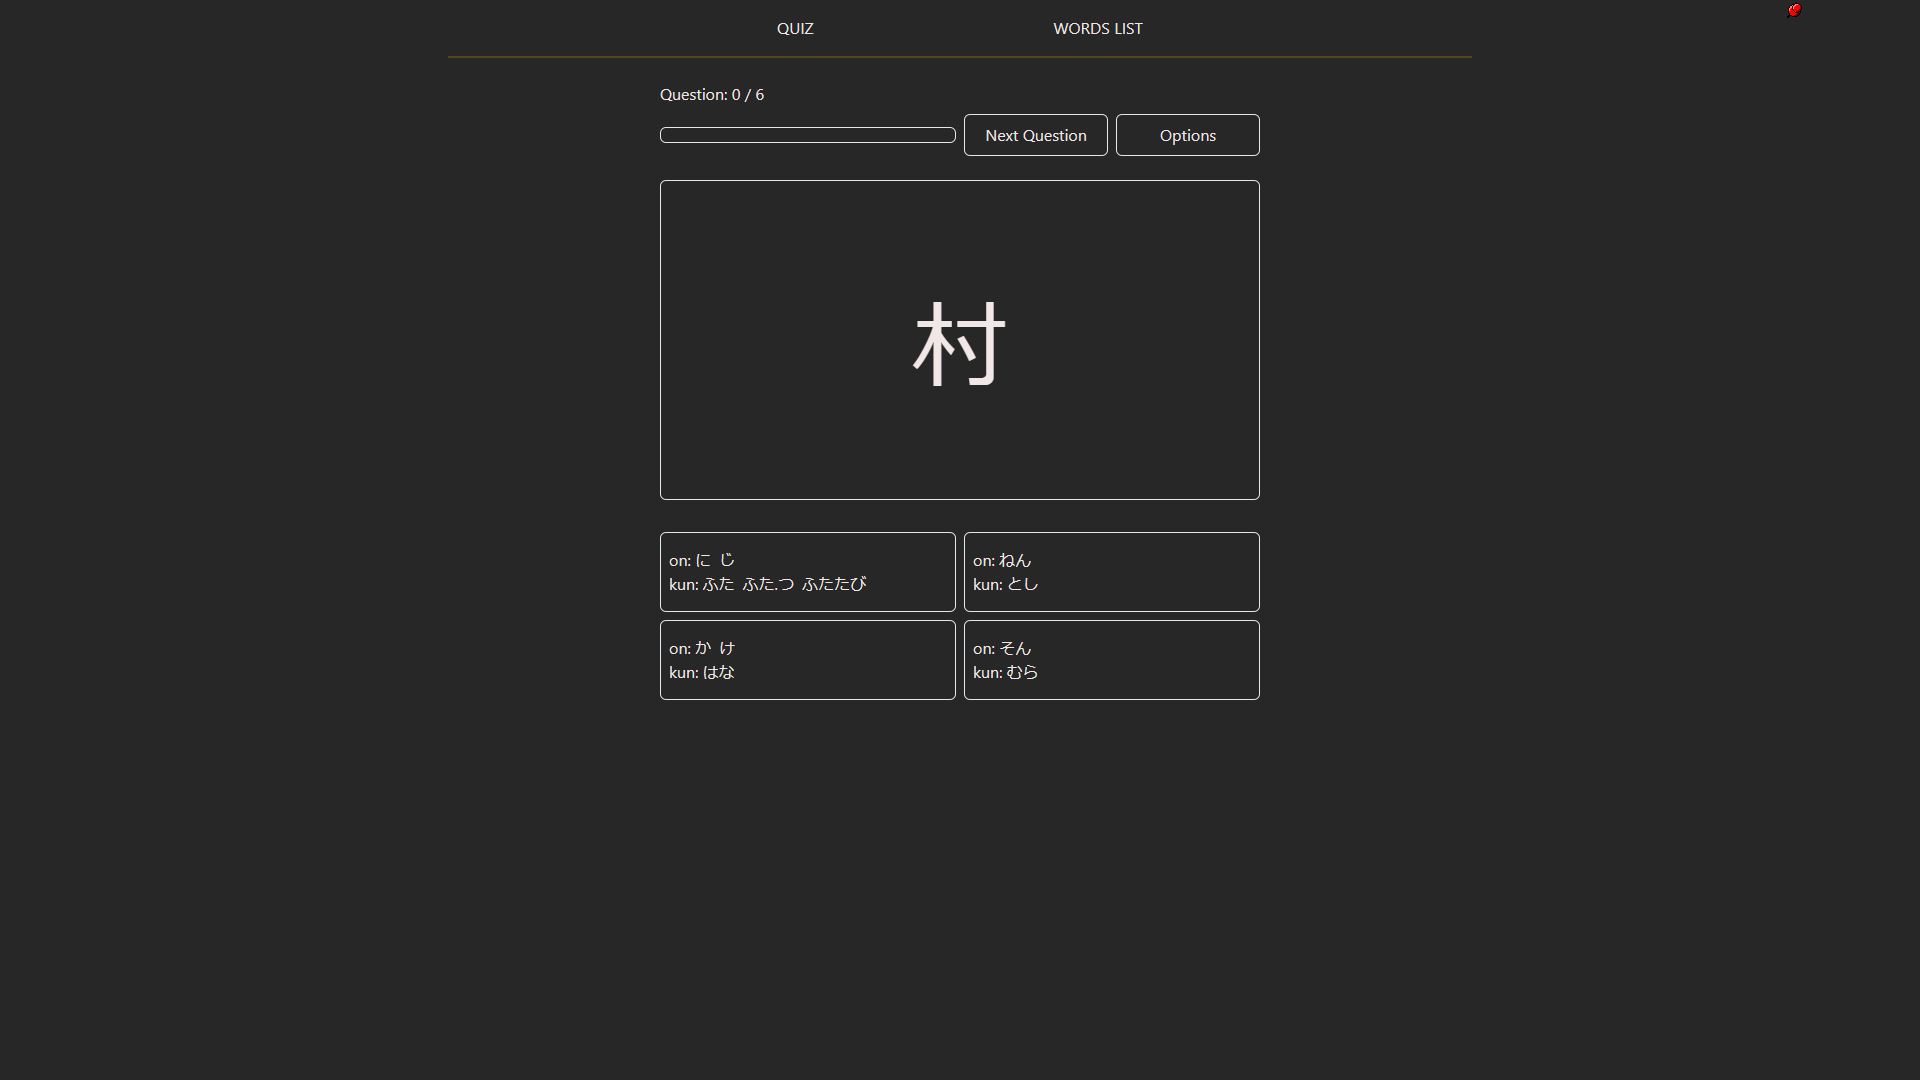 QUIZ
WORDS LIST
Question: 0 / 6
Next Question
Options
村
on: に じ
kun: ふた ふた.つ ふたたび
on: ねん
kun: とし
on: か け
kun: はな
on: そん
kun: むら